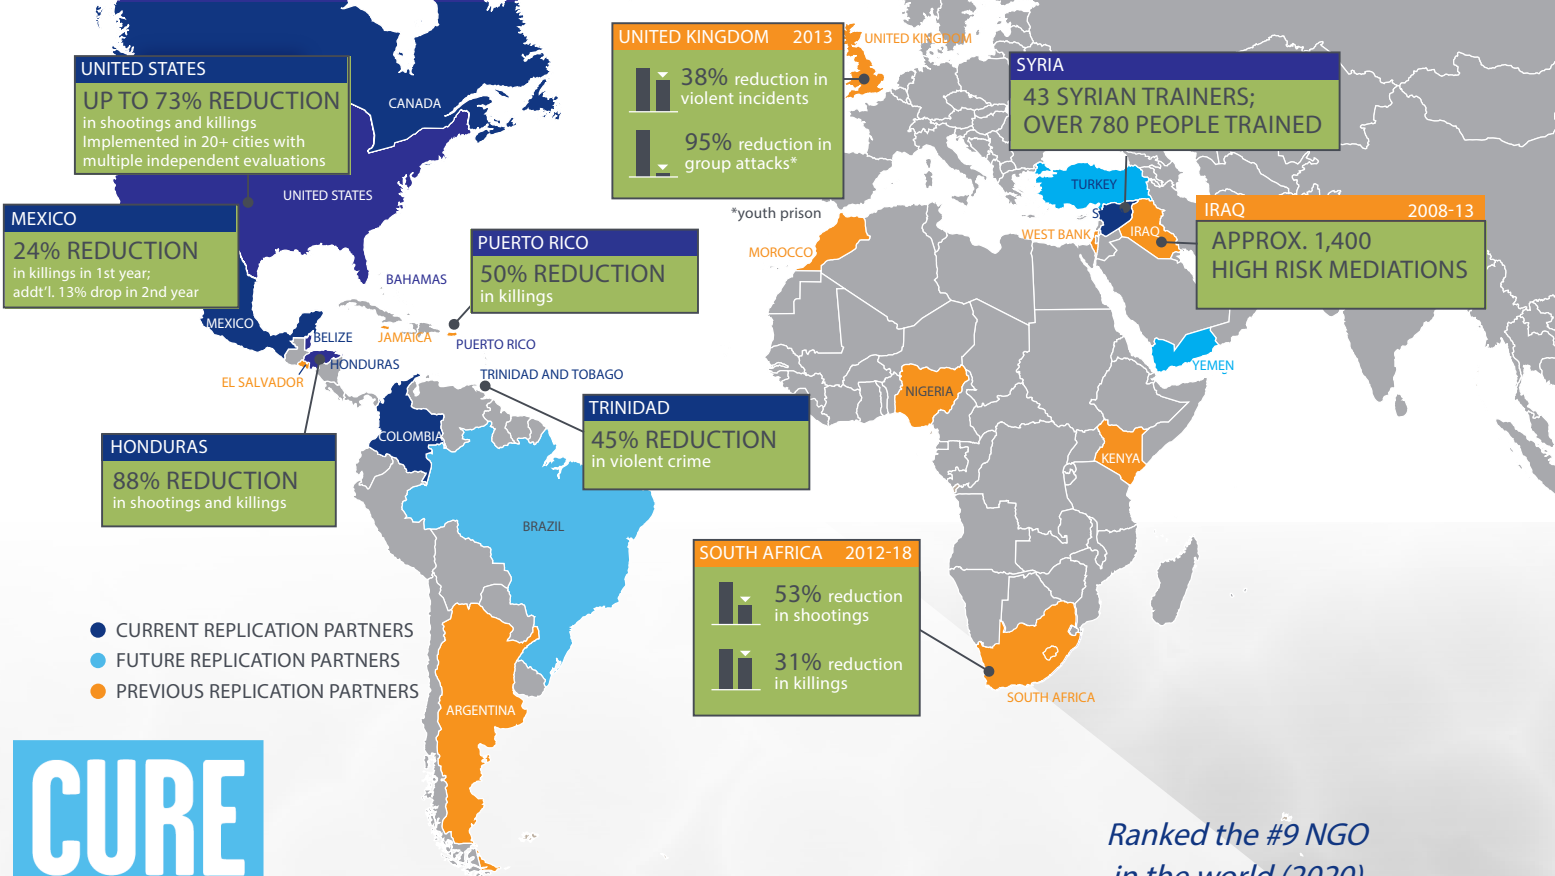 UNITED STATES
UP TO 73% REDUCTION
in shootings and killings
Implemented in 20+ cities with
multiple independent evaluations
CANADA
UNITED STATES
MEXICO
24% REDUCTION
in killings in 1st year;
addt'l. 13% drop in 2nd year
MEXICO
BELIZE
HONDURAS
EL SALVADOR
BAHAMAS
JAMAICA
PUERTO RICO
50% REDUCTION
in killings
PUERTO RICO
TRINIDAD AND TOBAGO
TRINIDAD
45% REDUCTION
in violent crime
HONDURAS
88% REDUCTION
in shootings and killings
COLOMBIA
BRAZIL
ARGENTINA
UNITED KINGDOM 2013
38% reduction in
violent incidents
95% reduction in
group attacks*
*youth prison
UNITED KINGDOM
SYRIA
43 SYRIAN TRAINERS;
OVER 780 PEOPLE TRAINED
TURKEY
S
WEST BANK
IRAQ
MOROCCO
IRAQ 2008-13
APPROX. 1,400
HIGH RISK MEDIATIONS
YEMEN
NIGERIA
KENYA
SOUTH AFRICA 2012-18
53% reduction
in shootings
31% reduction
in killings
SOUTH AFRICA
CURRENT REPLICATION PARTNERS
FUTURE REPLICATION PARTNERS
PREVIOUS REPLICATION PARTNERS
CURE
Ranked the #9 NGO
in the world (2020)